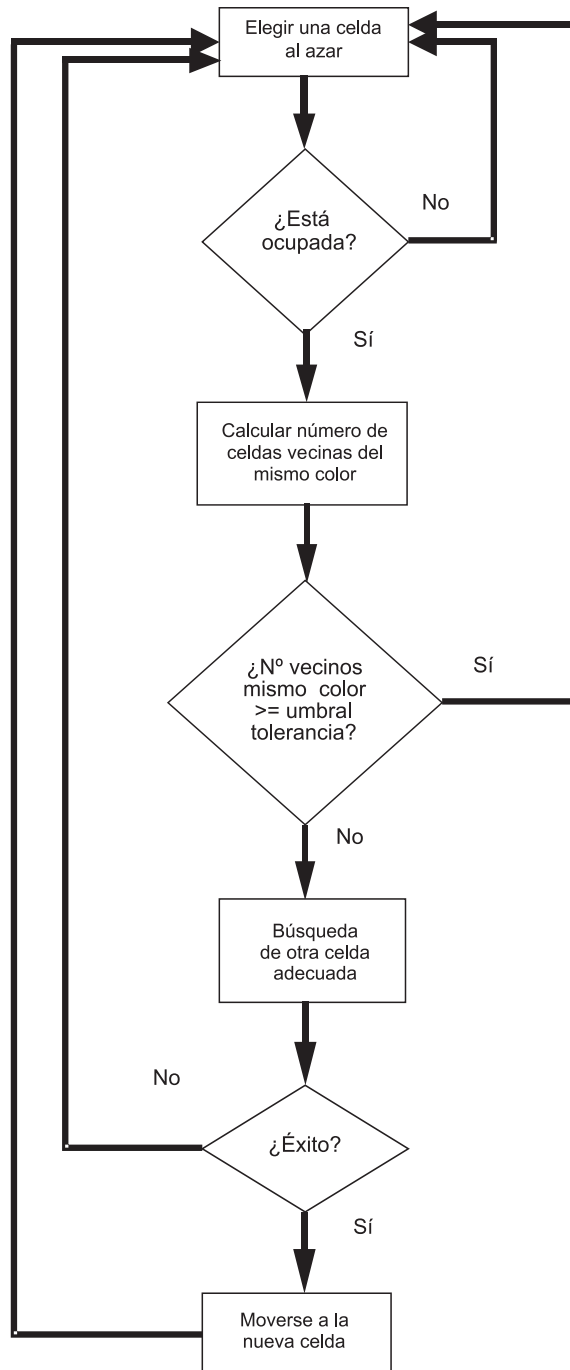 Elegir una celda
al azar
¿Está
ocupada?
No
Sí
Calcular número de
celdas vecinas del
mismo color
¿Nº vecinos
mismo color
>= umbral
tolerancia?
Sí
No
Búsqueda
de otra celda
adecuada
No
¿Éxito?
Sí
Moverse a la
nueva celda